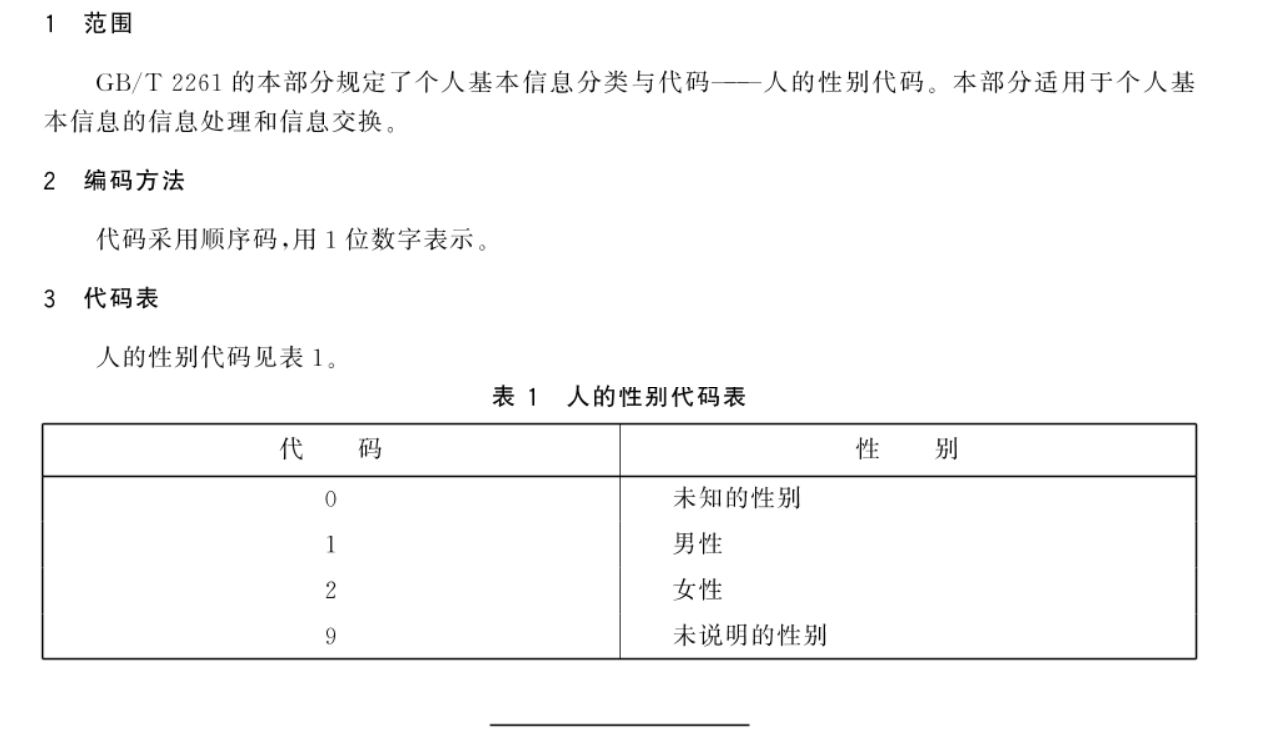 1 范围
GB/T 2261 的本部分规定了个人基本信息分类与代码——人的性别代码。本部分适用于个人基
本信息的信息处理和信息交换。
2 编码方法
代码采用顺序码,用 1 位数字表示。
3 代码表
人的性别代码见表 1。
表 1 人的性别代码表
代 码 性 别
0 未知的性别
1 男性
2 女性
9 未说明的性别